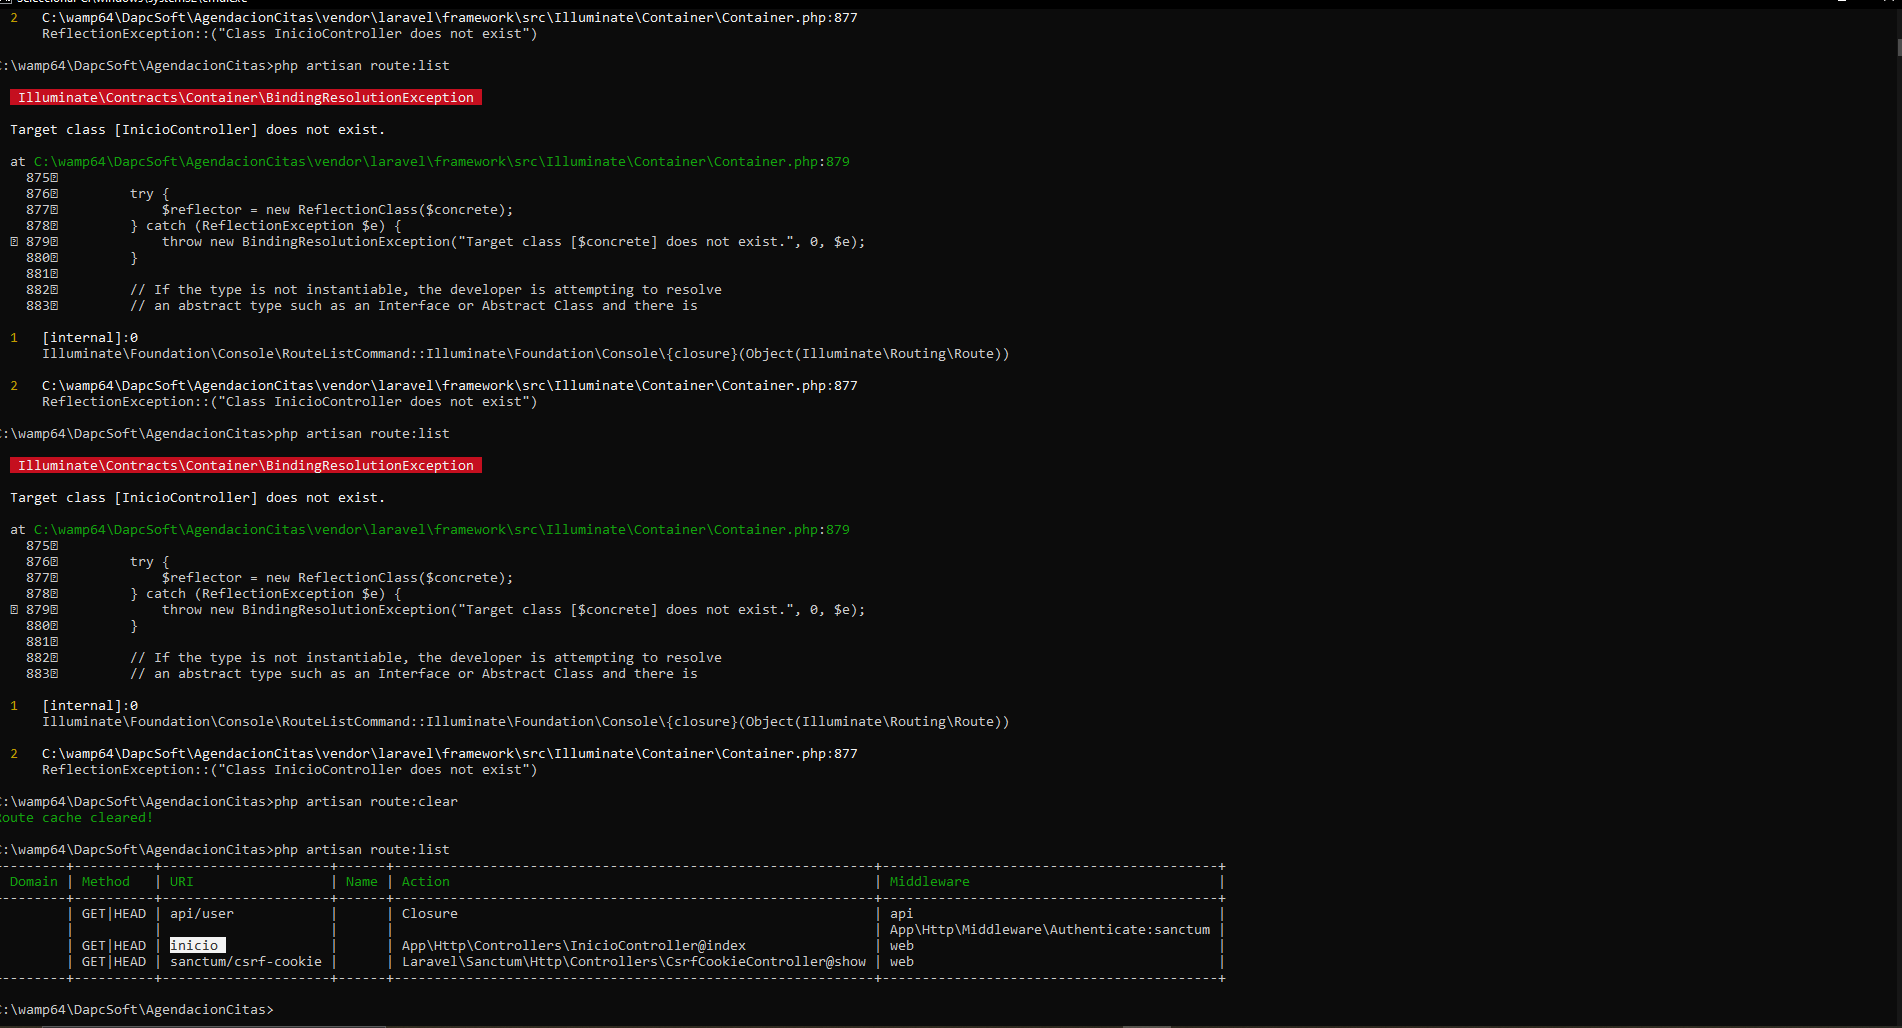 2   C:\wamp64\DapcSoft\AgendacionCitas\vendor\laravel\framework\src\Illuminate\Container\Container.php:877
    ReflectionException::("Class InicioController does not exist")
:\wamp64\DapcSoft\AgendacionCitas>php artisan route:list
Illuminate\Contracts\Container\BindingResolutionException
Target class [InicioController] does not exist.
at C:\wamp64\DapcSoft\AgendacionCitas\vendor\laravel\framework\src\Illuminate\Container\Container.php:879
875
876         try {
877             $reflector = new ReflectionClass($concrete);
878         } catch (ReflectionException $e) {
879             throw new BindingResolutionException("Target class [$concrete] does not exist.", 0, $e);
880         }
881
882         // If the type is not instantiable, the developer is attempting to resolve
883         // an abstract type such as an Interface or Abstract Class and there is
1   [internal]:0
    Illuminate\Foundation\Console\RouteListCommand::Illuminate\Foundation\Console\{closure}(Object(Illuminate\Routing\Route))
2   C:\wamp64\DapcSoft\AgendacionCitas\vendor\laravel\framework\src\Illuminate\Container\Container.php:877
    ReflectionException::("Class InicioController does not exist")
:\wamp64\DapcSoft\AgendacionCitas>php artisan route:list
Illuminate\Contracts\Container\BindingResolutionException
Target class [InicioController] does not exist.
at C:\wamp64\DapcSoft\AgendacionCitas\vendor\laravel\framework\src\Illuminate\Container\Container.php:879
875
876         try {
877             $reflector = new ReflectionClass($concrete);
878         } catch (ReflectionException $e) {
879             throw new BindingResolutionException("Target class [$concrete] does not exist.", 0, $e);
880         }
881
882         // If the type is not instantiable, the developer is attempting to resolve
883         // an abstract type such as an Interface or Abstract Class and there is
1   [internal]:0
    Illuminate\Foundation\Console\RouteListCommand::Illuminate\Foundation\Console\{closure}(Object(Illuminate\Routing\Route))
2   C:\wamp64\DapcSoft\AgendacionCitas\vendor\laravel\framework\src\Illuminate\Container\Container.php:877
    ReflectionException::("Class InicioController does not exist")
:\wamp64\DapcSoft\AgendacionCitas>php artisan route:clear
oute cache cleared!
:\wamp64\DapcSoft\AgendacionCitas>php artisan route:list
Domain | Method | URI | Name | Action | Middleware |
| GET|HEAD | api/user | | Closure | api |
| | | | | App\Http\Middleware\Authenticate:sanctum |
| GET|HEAD | inicio | | App\Http\Controllers\InicioController@index | web |
| GET|HEAD | sanctum/csrf-cookie | | Laravel\Sanctum\Http\Controllers\CsrfCookieController@show | web |
:\wamp64\DapcSoft\AgendacionCitas>